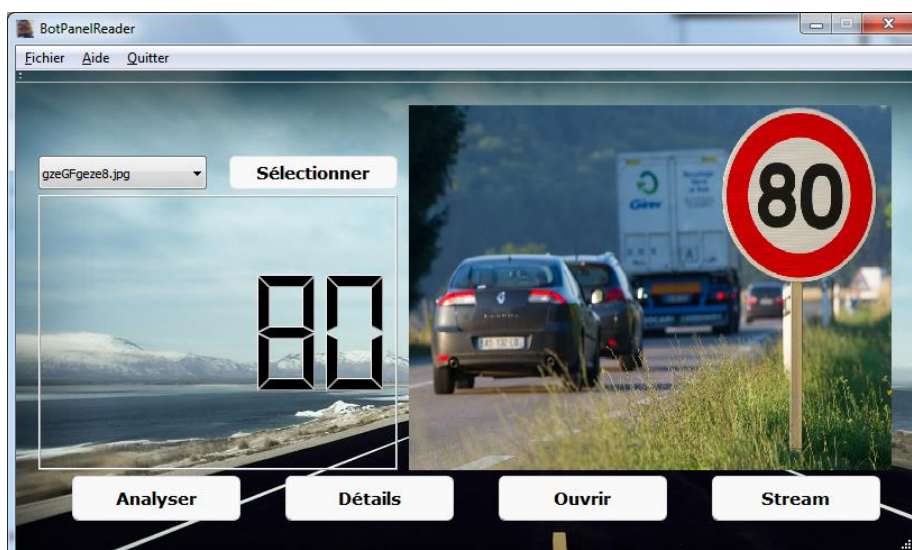 BotPanelReader
Fichier Aide Quitter
gzeGFgeze8.jpg
Sélectionner
80
80
Analyser
Détails
Ouvrir
Stream